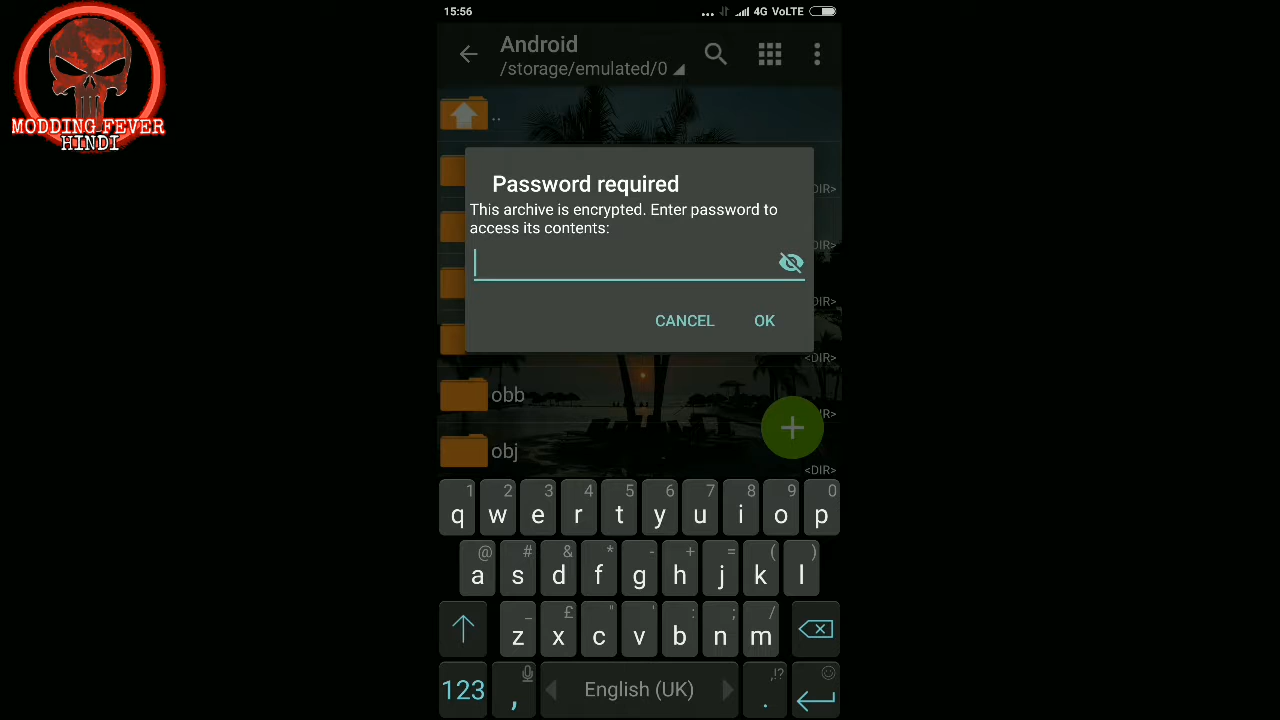 15:56
4G VoLTE
Android
/storage/emulated/0
MODDING FEVER
HINDI
..
<DIR>
Password required
This archive is encrypted. Enter password to
access its contents:
<DIR>
<DIR>
CANCEL OK
<DIR>
obb
<DIR>
obj
<DIR>
1 2 3 4 5 6 7 8 9 0
q w e r t y u i o p
@ # & * - + = ( )
a s d f g h j k l
_ £ " ' : ; /
z x c v b n m
,!?
123 , English (UK) .